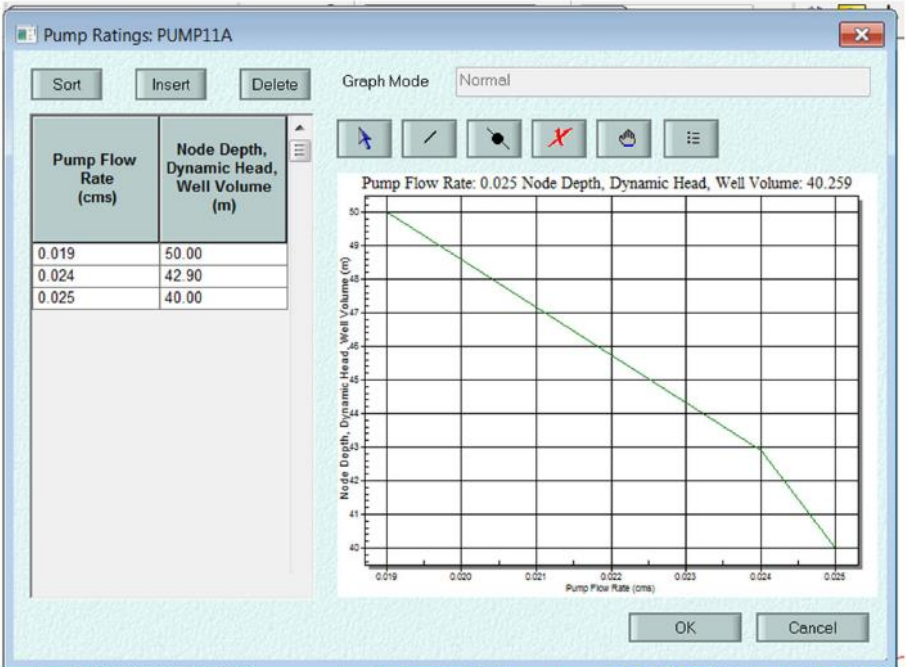 Pump Ratings: PUMP11A
Sort Insert Delete
Graph Mode Normal
Pump Flow Rate (cms)
Node Depth, Dynamic Head, Well Volume (m)
0.019 50.00
0.024 42.90
0.025 40.00
Pump Flow Rate: 0.025 Node Depth, Dynamic Head, Well Volume: 40.259
Node Depth, Dynamic Head, Well Volume (m)
50
49
48
47
46
45
44
43
42
41
40
0.019 0.020 0.021 0.022 0.023 0.024 0.025
Pump Flow Rate (cms)
OK Cancel